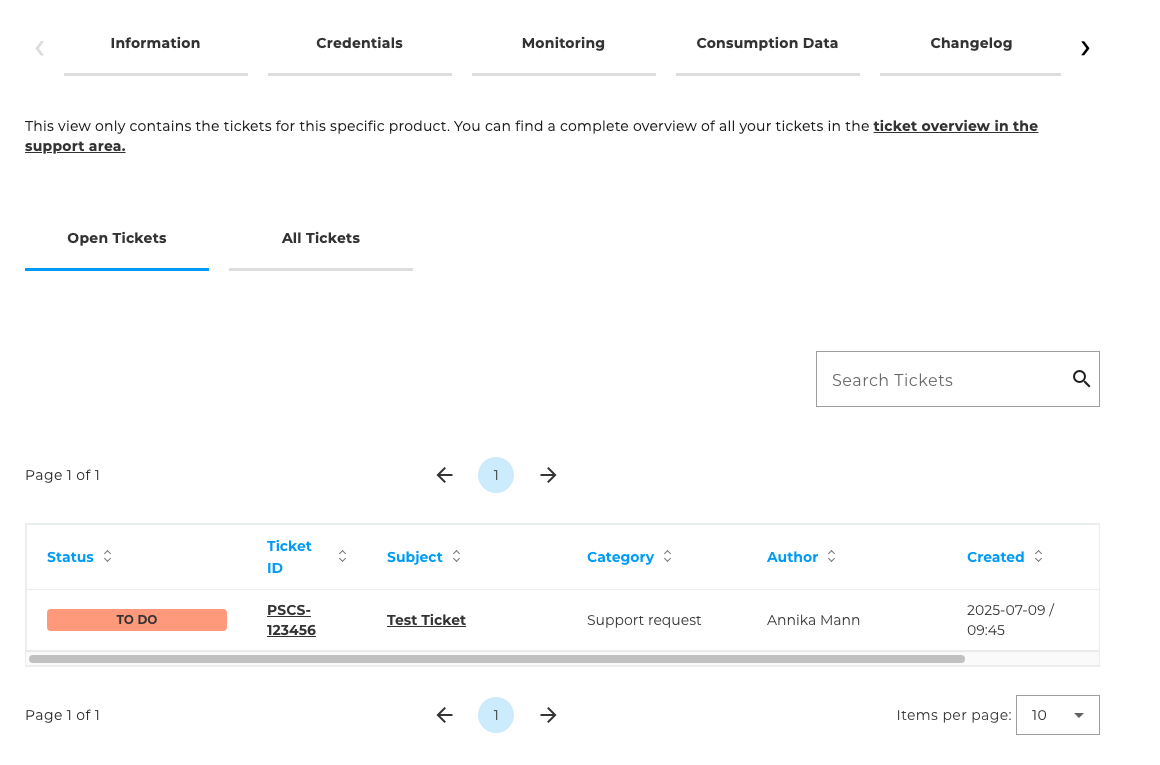 Information Credentials Monitoring Consumption Data Changelog
This view only contains the tickets for this specific product. You can find a complete overview of all your tickets in the ticket overview in the
support area.
Open Tickets All Tickets
Search Tickets
Page 1 of 1 1
Status Ticket ID Subject Category Author Created
TO DO PSCS-123456 Test Ticket Support request Annika Mann 2025-07-09 / 09:45
Page 1 of 1 1 Items per page: 10